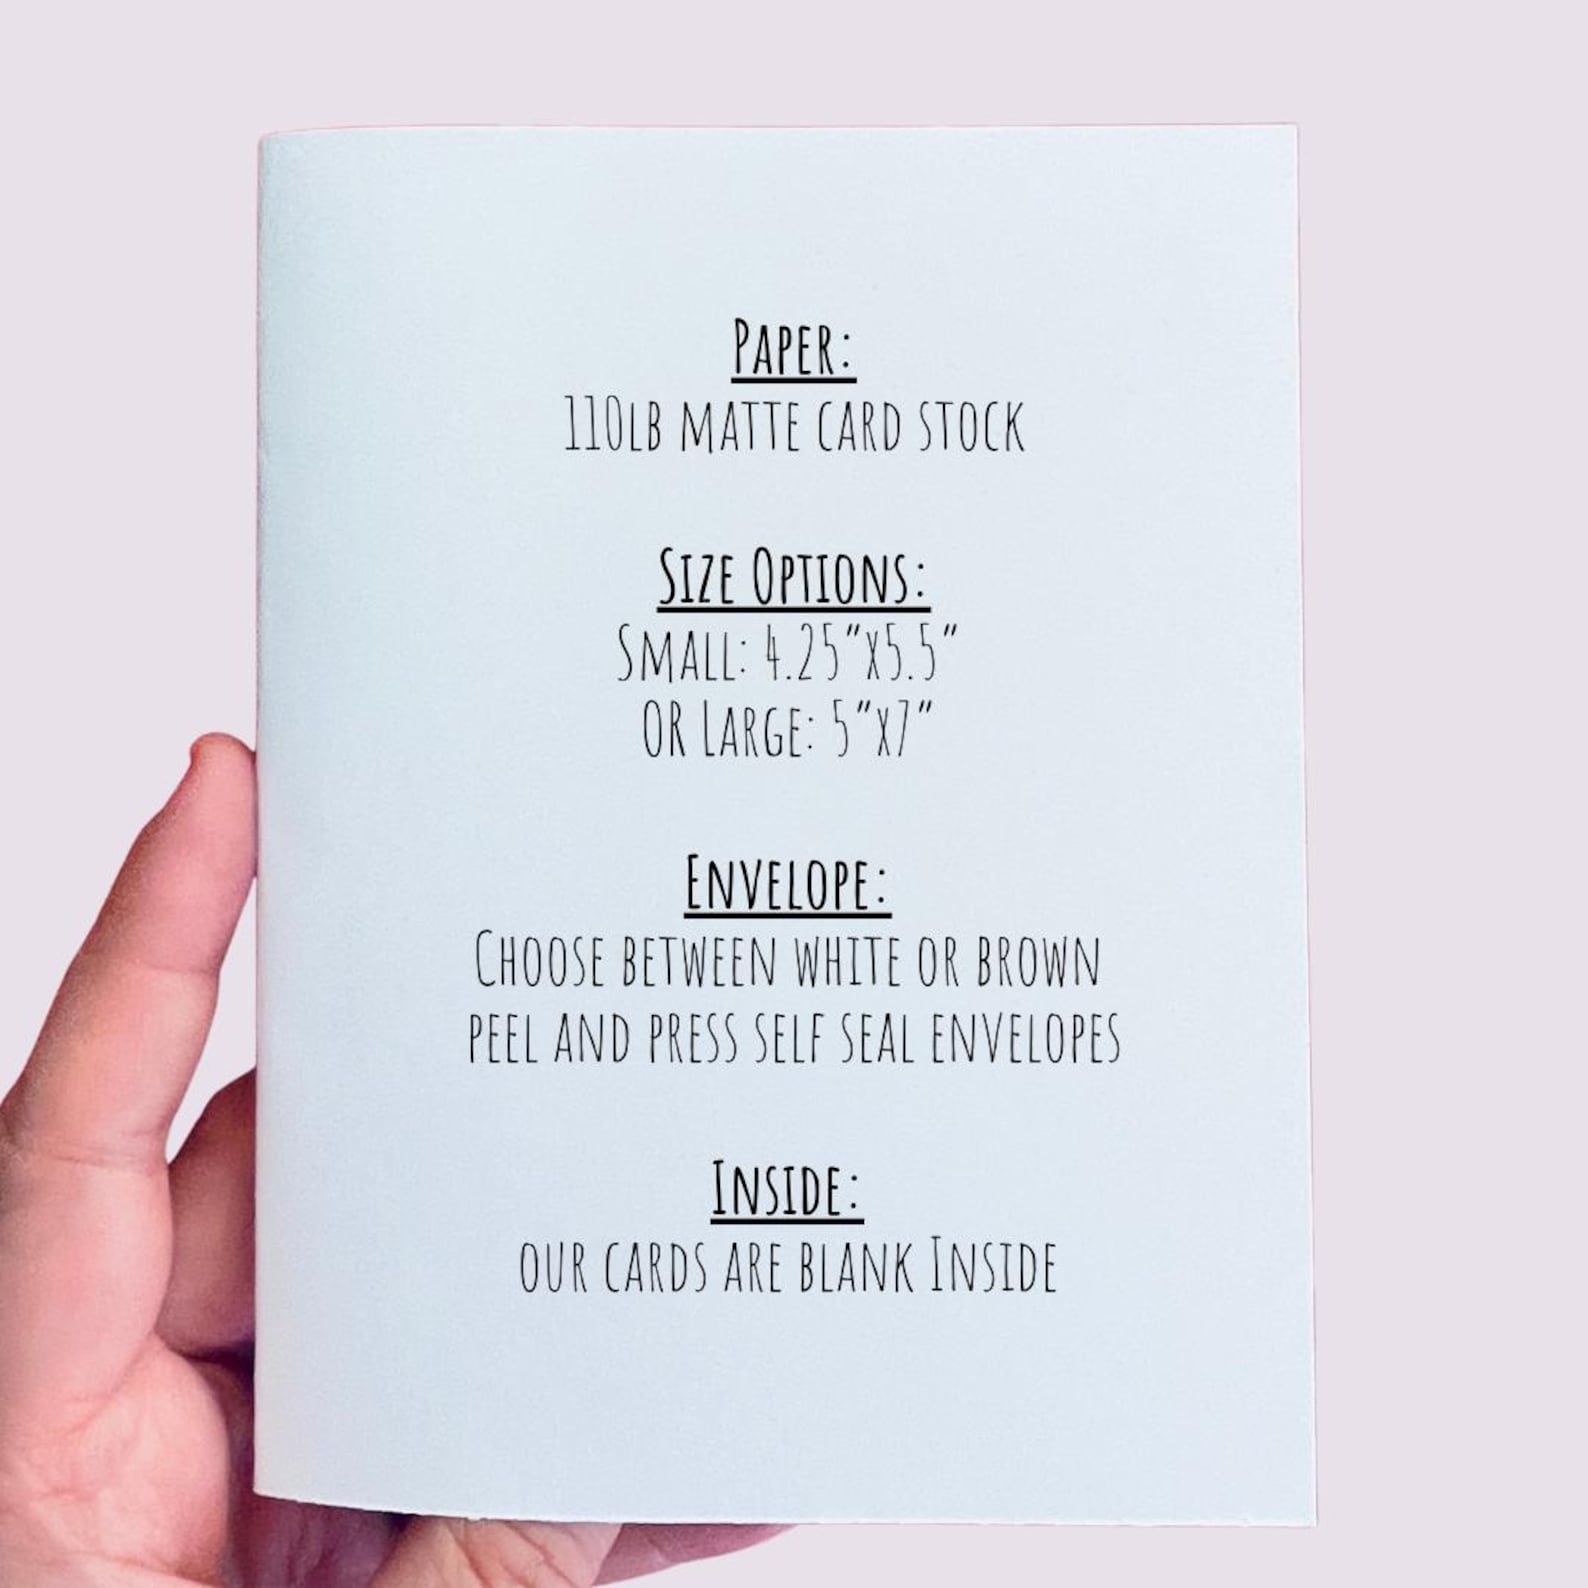 Paper:
110lb matte card stock
Size Options:
Small: 4.25"x5.5"
OR Large: 5"x7"
Envelope:
Choose between white or brown
peel and press self seal envelopes
Inside:
our cards are blank Inside